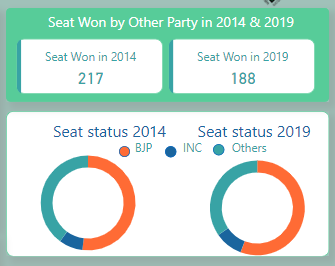 Seat Won by Other Party in 2014 & 2019
Seat Won in 2014
217
Seat Won in 2019
188
Seat status 2014
Seat status 2019
BJP
INC
Others